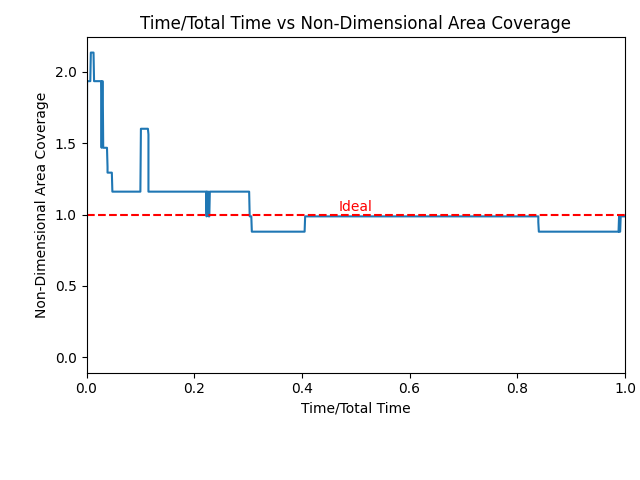 Time/Total Time vs Non-Dimensional Area Coverage
Non-Dimensional Area Coverage
2.0
1.5
1.0
0.5
0.0
Ideal
0.0 0.2 0.4 0.6 0.8 1.0
Time/Total Time